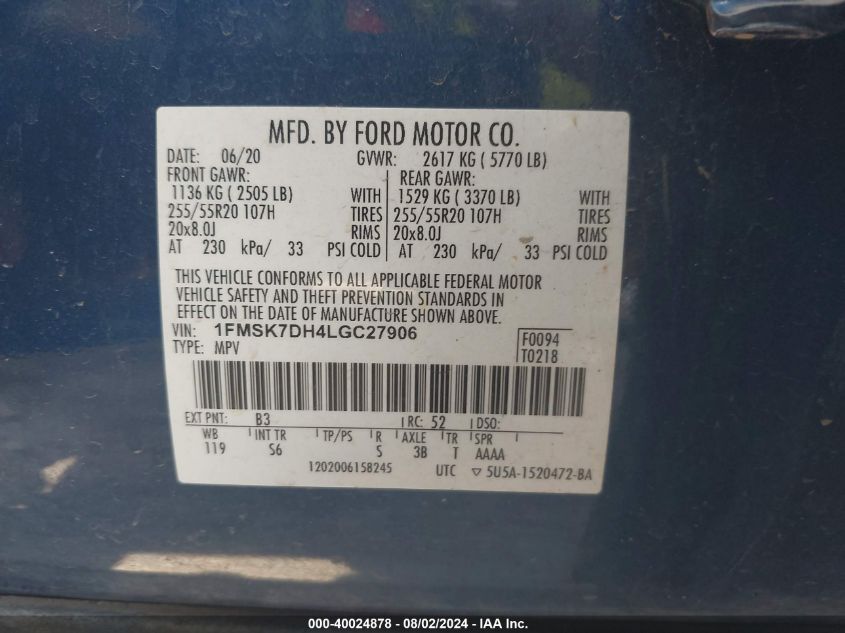 MFD. BY FORD MOTOR CO.
DATE: 06/20 GVWR: 2617 KG ( 5770 LB)
FRONT GAWR: REAR GAWR:
1136 KG ( 2505 LB) WITH 1529 KG ( 3370 LB) WITH
255/55R20 107H TIRES 255/55R20 107H TIRES
20x8.0J RIMS 20x8.0J RIMS
AT 230 kPa/ 33 PSI COLD AT 230 kPa/ 33 PSI COLD
THIS VEHICLE CONFORMS TO ALL APPLICABLE FEDERAL MOTOR
VEHICLE SAFETY AND THEFT PREVENTION STANDARDS IN
EFFECT ON THE DATE OF MANUFACTURE SHOWN ABOVE.
VIN: 1FMSK7DH4LGC27906 F0094
TYPE: MPV T0218
EXT PNT: B3 RC: 52 DSO:
WB INT TR TP/PS R AXLE TR SPR
119 S6 S 3B T AAAA
1202006158245 UTC ▽ 5U5A-1520472-BA
000-40024878 - 08/02/2024 - IAA Inc.